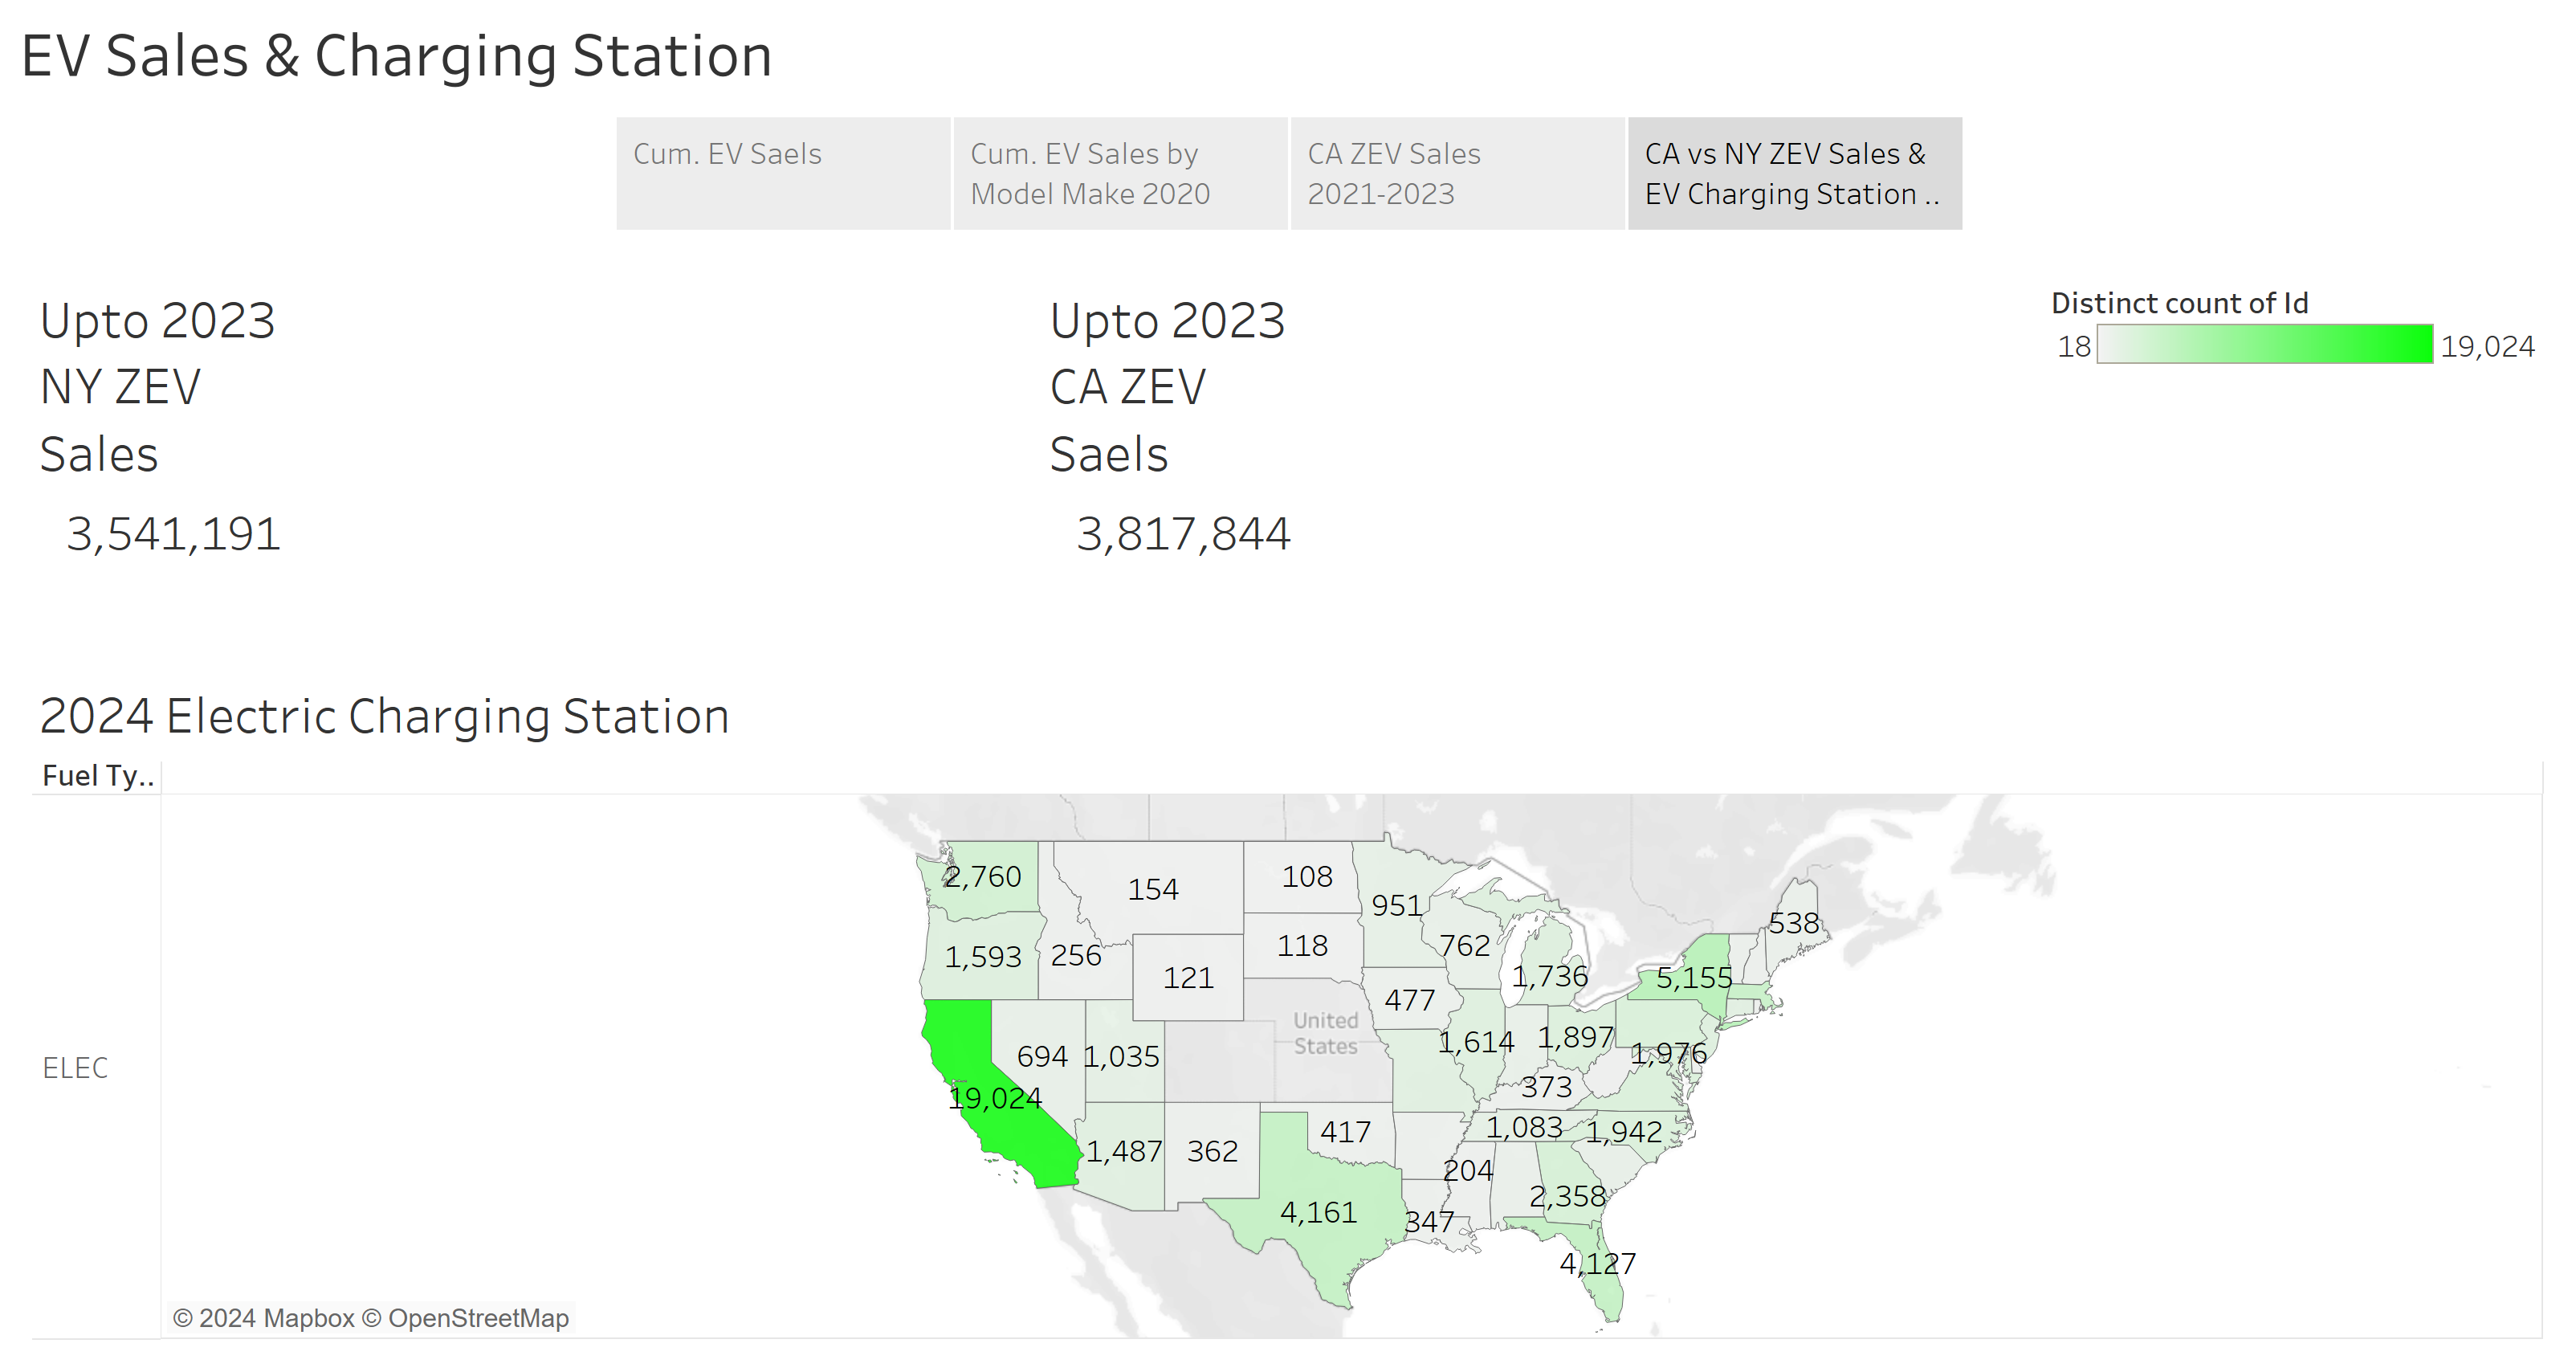 EV Sales & Charging Station
Cum. EV Saels
Cum. EV Sales by
Model Make 2020
CA ZEV Sales
2021-2023
CA vs NY ZEV Sales &
EV Charging Station ..
Upto 2023
NY ZEV
Sales
3,541,191
Upto 2023
CA ZEV
Saels
3,817,844
Distinct count of Id
18
19,024
2024 Electric Charging Station
Fuel Ty..
ELEC
2,760
154
108
951
538
1,593
256
118
762
121
1,736
5,155
477
United
States
694
1,035
1,614
1,897
1,976
19,024
373
1,487
362
417
1,083
1,942
204
4,161
347
2,358
4,127
© 2024 Mapbox © OpenStreetMap